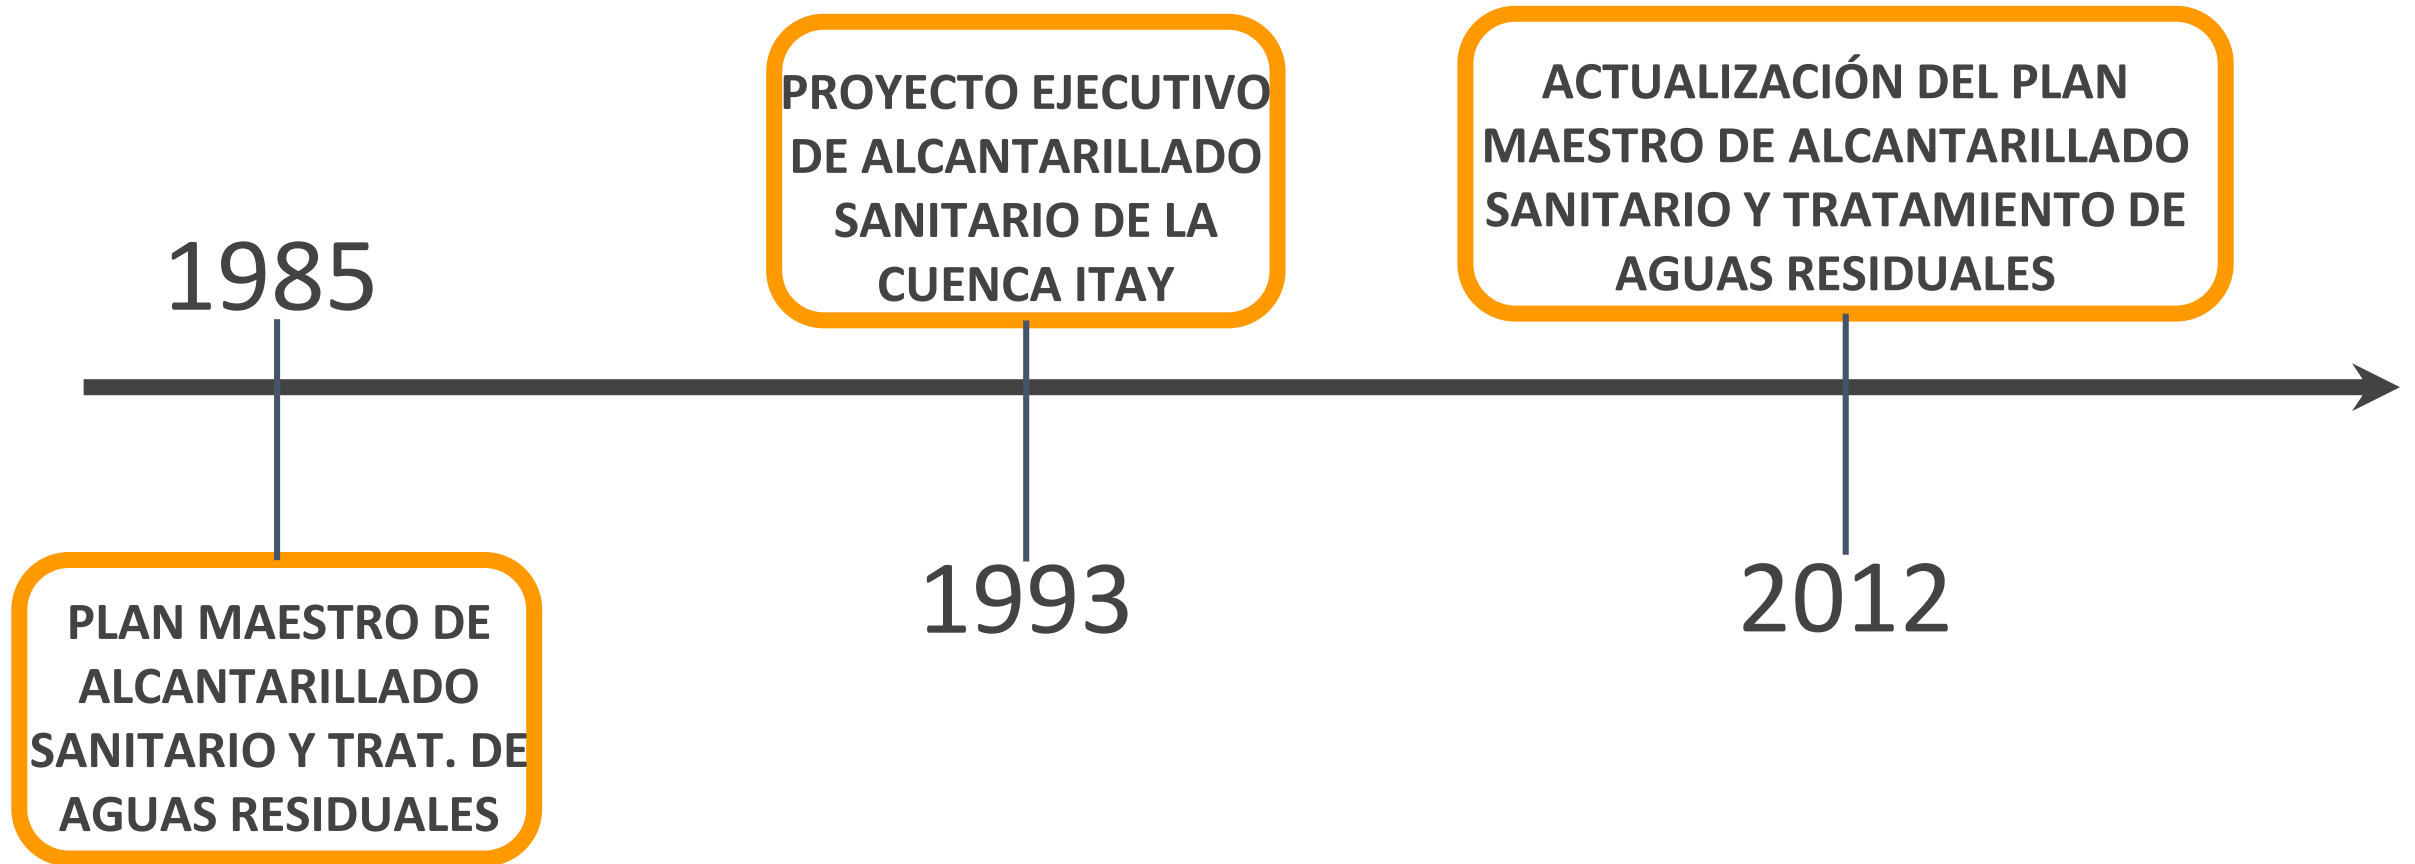 1985
PLAN MAESTRO DE
ALCANTARILLADO
SANITARIO Y TRAT. DE
AGUAS RESIDUALES
PROYECTO EJECUTIVO
DE ALCANTARILLADO
SANITARIO DE LA
CUENCA ITAY
1993
ACTUALIZACIÓN DEL PLAN
MAESTRO DE ALCANTARILLADO
SANITARIO Y TRATAMIENTO DE
AGUAS RESIDUALES
2012